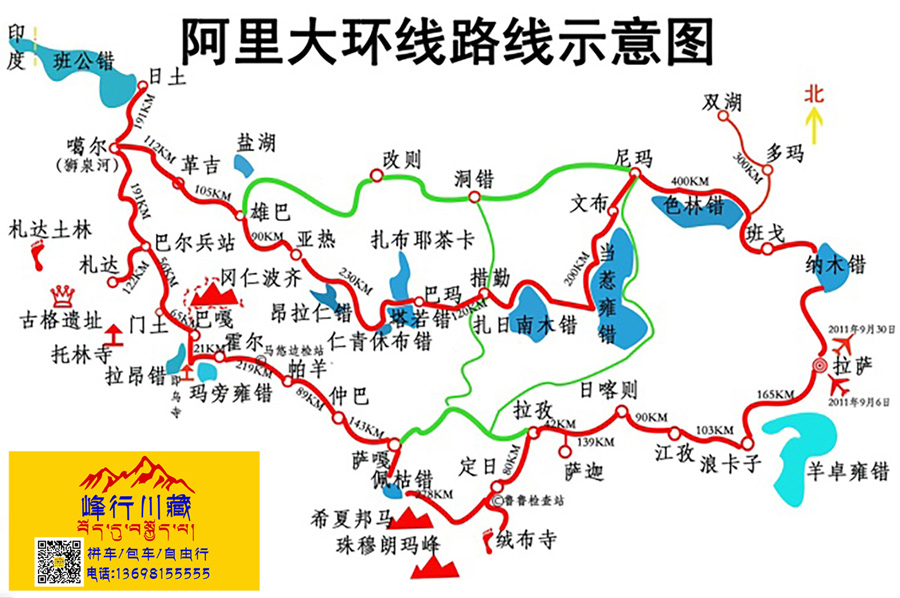 阿里大环线路线示意图
印度
班公错
日土
191KM
噶尔
(狮泉河)
112KM
革吉
盐湖
105KM
雄巴
改则
洞错
尼玛
双湖
北
多玛
300KM
400KM
色林错
班戈
纳木错
文布
当惹雍错
200KM
191KM
札达土林
巴尔兵站
札达
122KM
50KM
90KM
亚热
扎布耶茶卡
230KM
冈仁波齐
昂拉仁错
巴玛
措勤
塔若错
120KM
扎日南木错
仁青休布错
古格遗址
托林寺
门土
65KM
巴嘎
21KM
霍尔
马悠边检站
219KM
帕羊
拉昂错
玛旁雍错
89KM
仲巴
143KM
萨嘎
佩枯错
278KM
希夏邦马
珠穆朗玛峰
定日
80KM
鲁鲁检查站
绒布寺
拉孜
42KM
139KM
萨迦
日喀则
90KM
江孜
103KM
浪卡子
165KM
2011年9月30日
拉萨
2011年9月6日
羊卓雍错
峰行川藏
拼车/包车/自由行
电话:13698155555